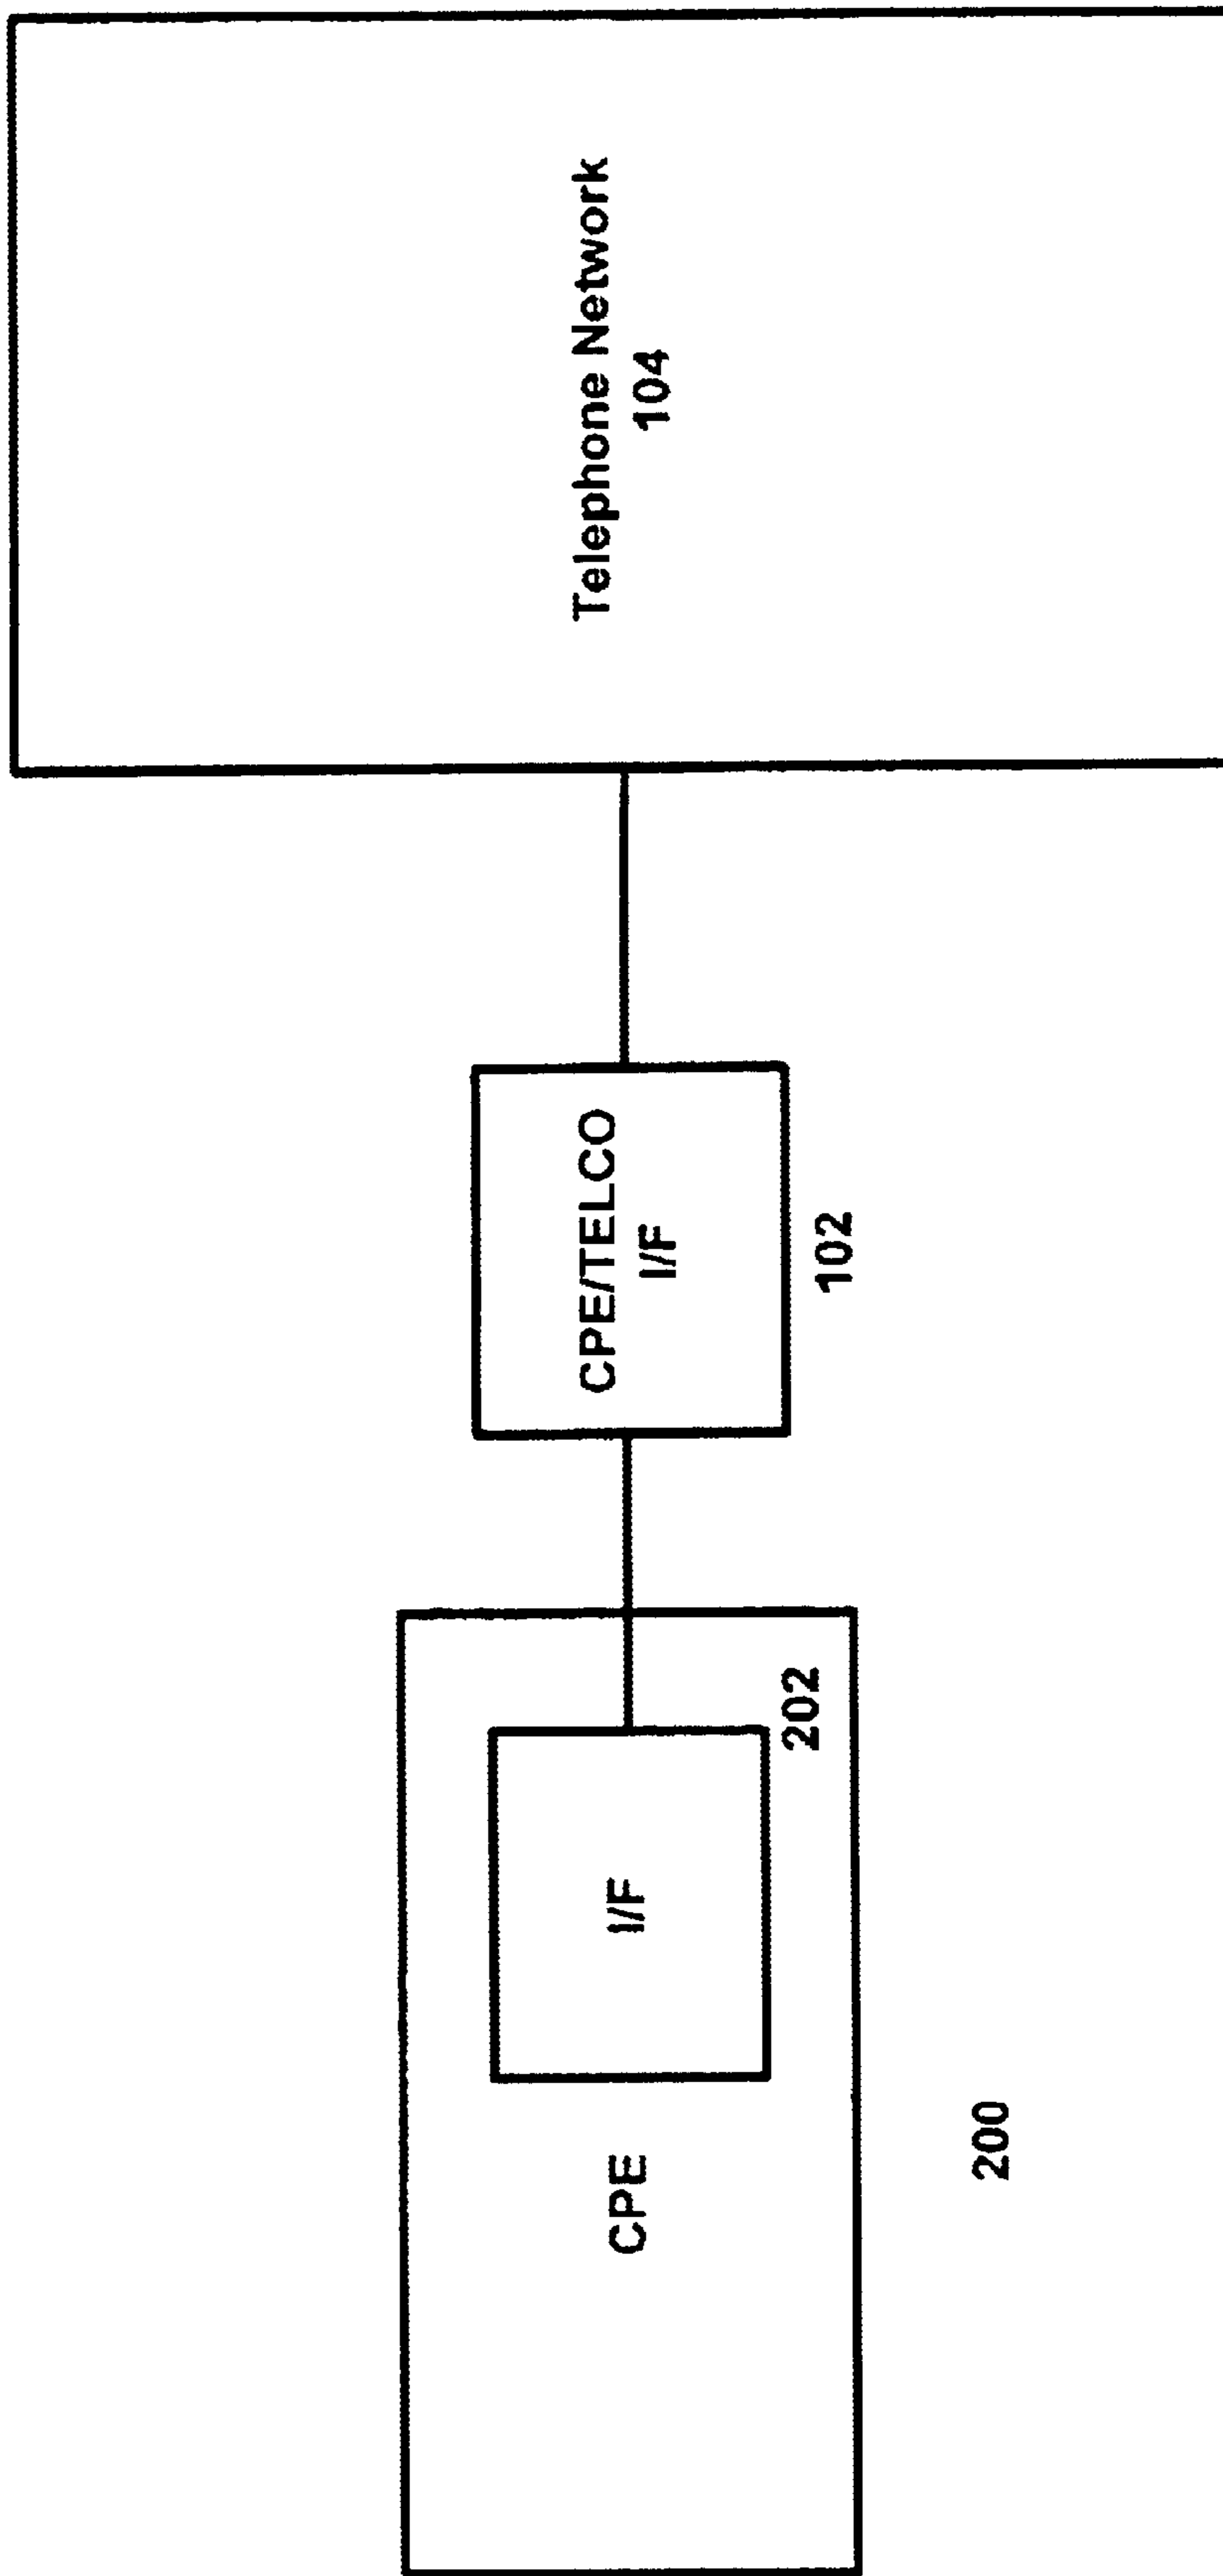 CPE
I/F
202
200
CPE/TELCO
I/F
102
Telephone Network
104